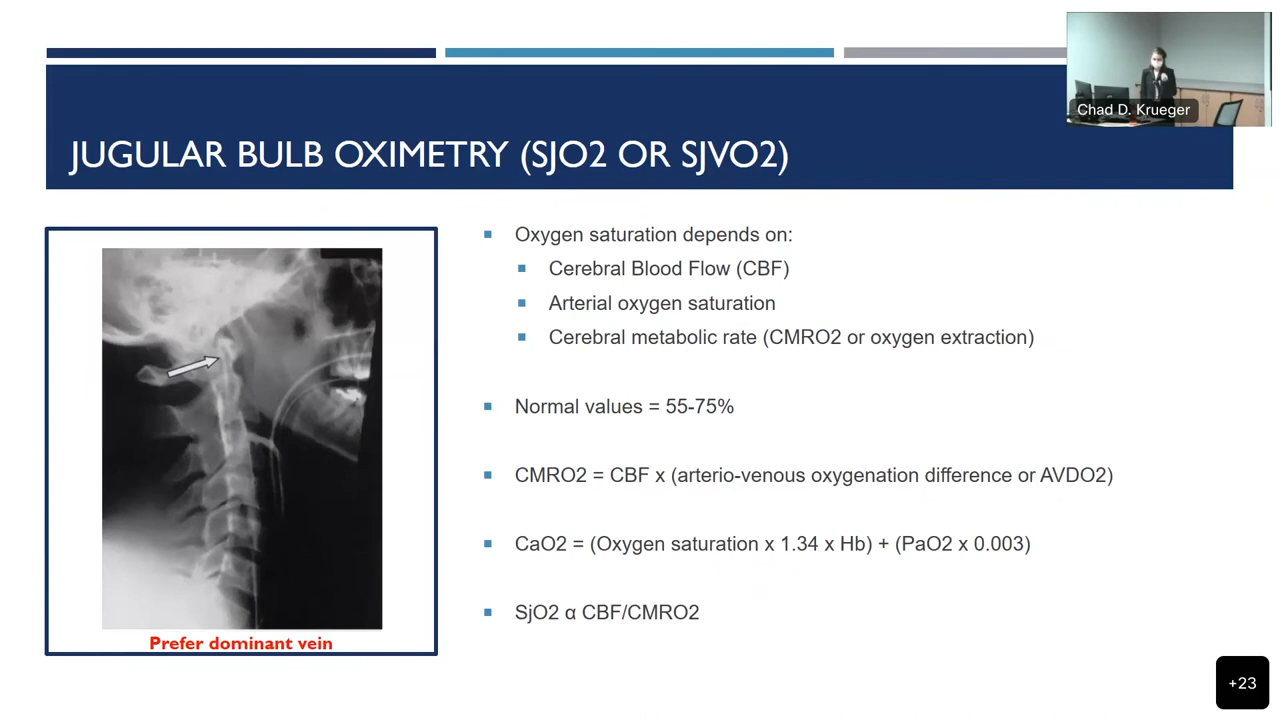 Chad D. Krueger
JUGULAR BULB OXIMETRY (SJO2 OR SJVO2)
Oxygen saturation depends on:
Cerebral Blood Flow (CBF)
Arterial oxygen saturation
Cerebral metabolic rate (CMRO2 or oxygen extraction)
Normal values = 55-75%
CMRO2 = CBF x (arterio-venous oxygenation difference or AVDO2)
CaO2 = (Oxygen saturation x 1.34 x Hb) + (PaO2 x 0.003)
SjO2 α CBF/CMRO2
Prefer dominant vein
+23